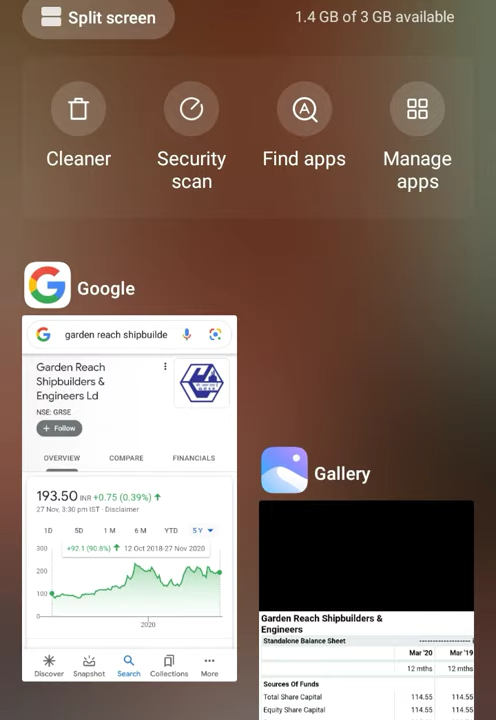 Split screen
1.4 GB of 3 GB available
Cleaner
Security
scan
Find apps
Manage
apps
Google
garden reach shipbuilde
Garden Reach
Shipbuilders &
Engineers Ltd
NSE: GRSE
+ Follow
OVERVIEW COMPARE FINANCIALS
193.50 INR +0.75 (0.39%) ↑
27 Nov, 3:30 pm IST · Disclaimer
1D 5D 1 M 6 M YTD 5 Y
+92.1 (90.8%) ↑ 12 Oct 2018-27 Nov 2020
300
200
100
0
2020
Discover Snapshot Search Collections More
Gallery
Garden Reach Shipbuilders &
Engineers
Standalone Balance Sheet
Mar '20 Mar '19
12 mths 12 mths
Sources Of Funds
Total Share Capital 114.55 114.55
Equity Share Capital 114.55 114.55